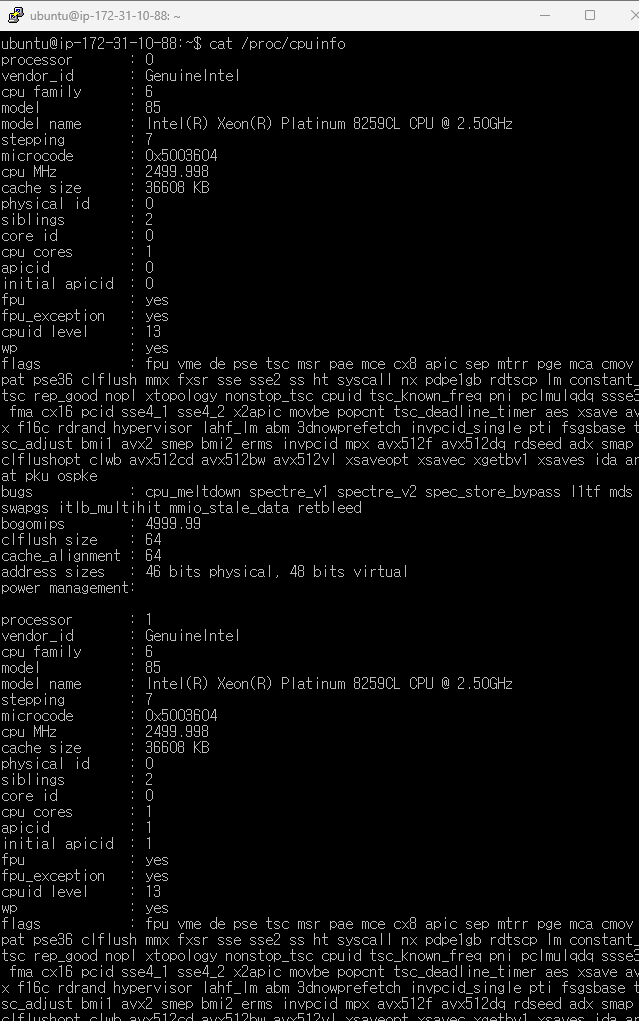 ubuntu@ip-172-31-10-88: ~
ubuntu@ip-172-31-10-88:~$ cat /proc/cpuinfo
processor : 0
vendor_id : GenuineIntel
cpu family : 6
model : 85
model name : Intel(R) Xeon(R) Platinum 8259CL CPU @ 2.50GHz
stepping : 7
microcode : 0x5003604
cpu MHz : 2499.998
cache size : 36608 KB
physical id : 0
siblings : 2
core id : 0
cpu cores : 1
apicid : 0
initial apicid : 0
fpu : yes
fpu_exception : yes
cpuid level : 13
wp : yes
flags : fpu vme de pse tsc msr pae mce cx8 apic sep mtrr pge mca cmov
pat pse36 clflush mmx fxsr sse sse2 ss ht syscall nx pdpe1gb rdtscp lm constant_
tsc rep_good nopl xtopology nonstop_tsc cpuid tsc_known_freq pni pclmulqdq ssse3
fma cx16 pcid sse4_1 sse4_2 x2apic movbe popcnt tsc_deadline_timer aes xsave av
x f16c rdrand hypervisor lahf_lm abm 3dnowprefetch invpcid_single pti fsgsbase t
sc_adjust bmi1 avx2 smep bmi2 erms invpcid mpx avx512f avx512dq rdseed adx smap
clflushopt clwb avx512cd avx512bw avx512vl xsaveopt xsavec xgetbv1 xsaves ida ar
at pku ospke
bugs : cpu_meltdown spectre_v1 spectre_v2 spec_store_bypass l1tf mds
swapgs itlb_multihit mmio_stale_data retbleed
bogomips : 4999.99
clflush size : 64
cache_alignment : 64
address sizes : 46 bits physical, 48 bits virtual
power management:
processor : 1
vendor_id : GenuineIntel
cpu family : 6
model : 85
model name : Intel(R) Xeon(R) Platinum 8259CL CPU @ 2.50GHz
stepping : 7
microcode : 0x5003604
cpu MHz : 2499.998
cache size : 36608 KB
physical id : 0
siblings : 2
core id : 0
cpu cores : 1
apicid : 1
initial apicid : 1
fpu : yes
fpu_exception : yes
cpuid level : 13
wp : yes
flags : fpu vme de pse tsc msr pae mce cx8 apic sep mtrr pge mca cmov
pat pse36 clflush mmx fxsr sse sse2 ss ht syscall nx pdpe1gb rdtscp lm constant_
tsc rep_good nopl xtopology nonstop_tsc cpuid tsc_known_freq pni pclmulqdq ssse3
fma cx16 pcid sse4_1 sse4_2 x2apic movbe popcnt tsc_deadline_timer aes xsave av
x f16c rdrand hypervisor lahf_lm abm 3dnowprefetch invpcid_single pti fsgsbase t
sc_adjust bmi1 avx2 smep bmi2 erms invpcid mpx avx512f avx512dq rdseed adx smap
clflushopt clwb avx512cd avx512bw avx512vl xsaveopt xsavec xgetbv1 xsaves ida ar